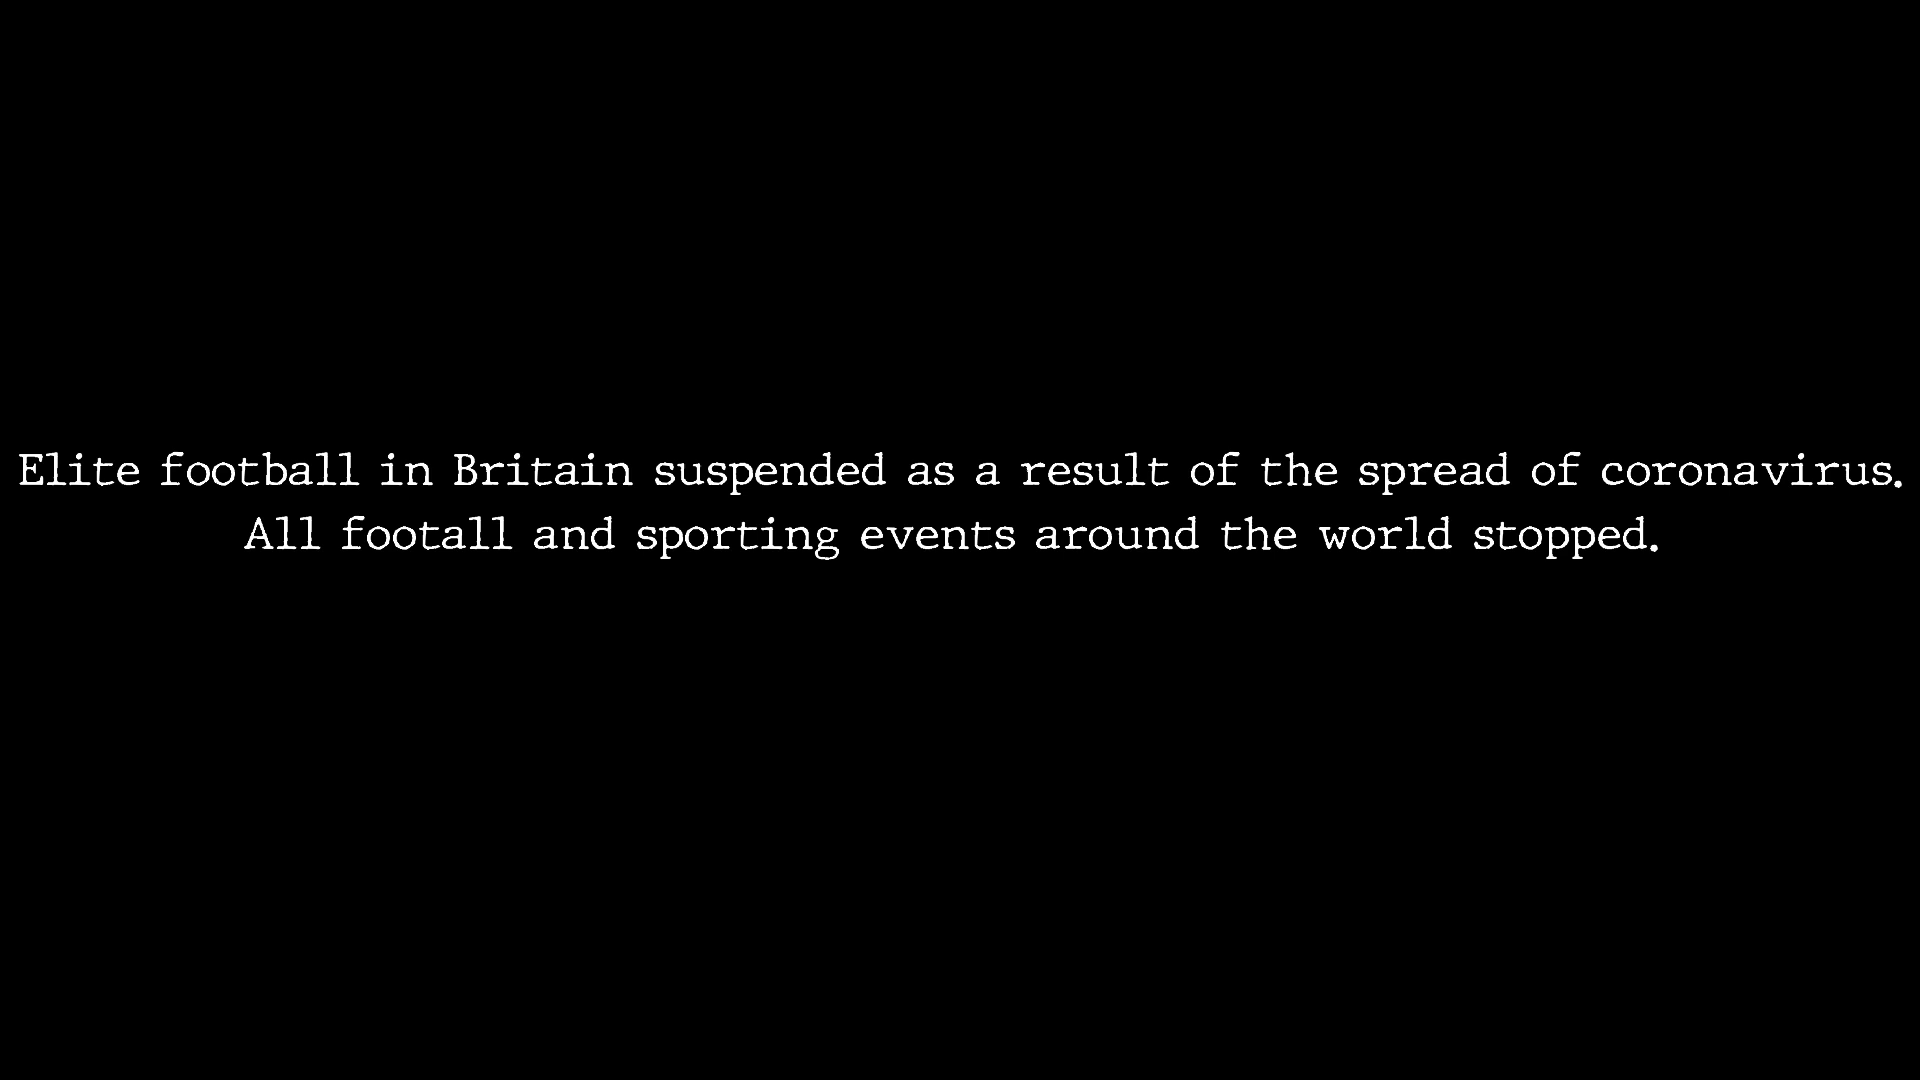 Elite football in Britain suspended as a result of the spread of coronavirus.
All footall and sporting events around the world stopped.